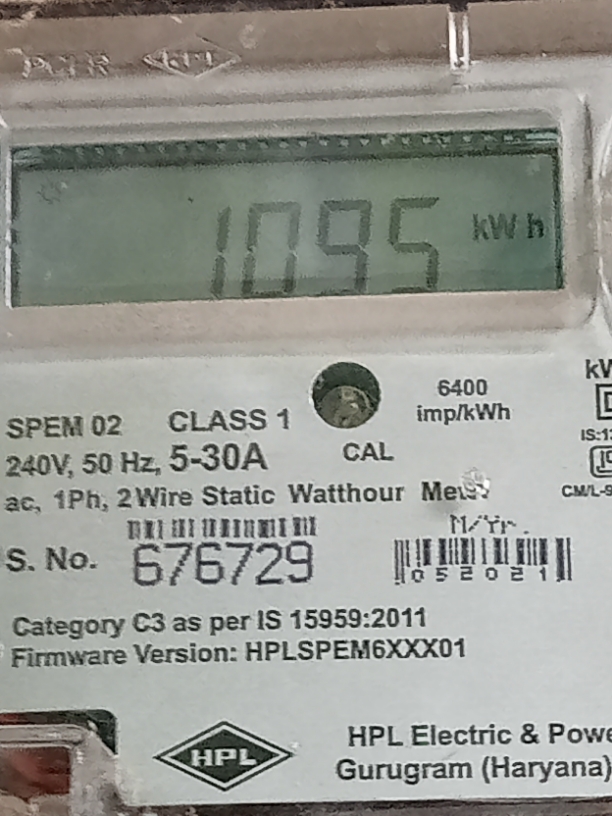 1095 kWh
SPEM 02 CLASS 1
6400
imp/kWh
240V, 50 Hz, 5-30A
CAL
ac, 1Ph, 2 Wire Static Watthour
M/Yr.
S. No. 676729
052021
Category C3 as per IS 15959:2011
Firmware Version: HPLSPEM6XXX01
HPL
HPL Electric &
Gurugram (Haryana)